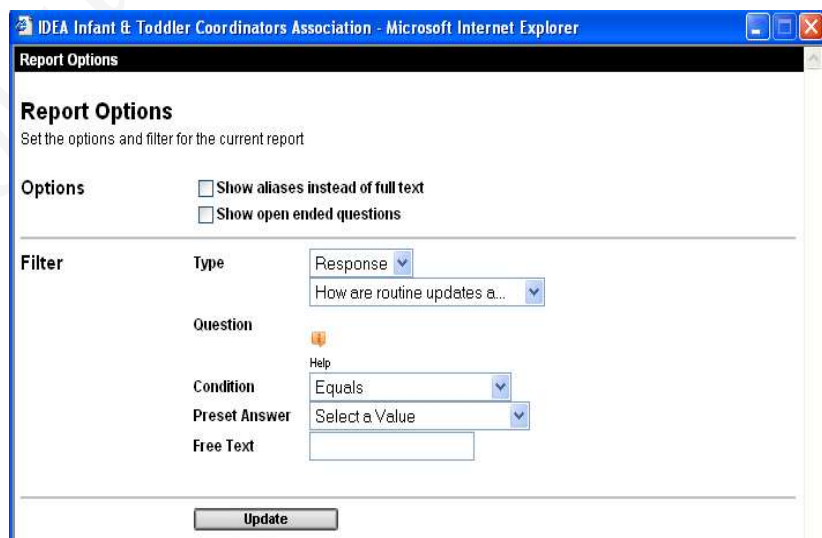 IDEA Infant & Toddler Coordinators Association - Microsoft Internet Explorer
Report Options
Report Options
Set the options and filter for the current report
Options
Show aliases instead of full text
Show open ended questions
Filter Type Response
How are routine updates a...
Question
Help
Condition Equals
Preset Answer Select a Value
Free Text
Update